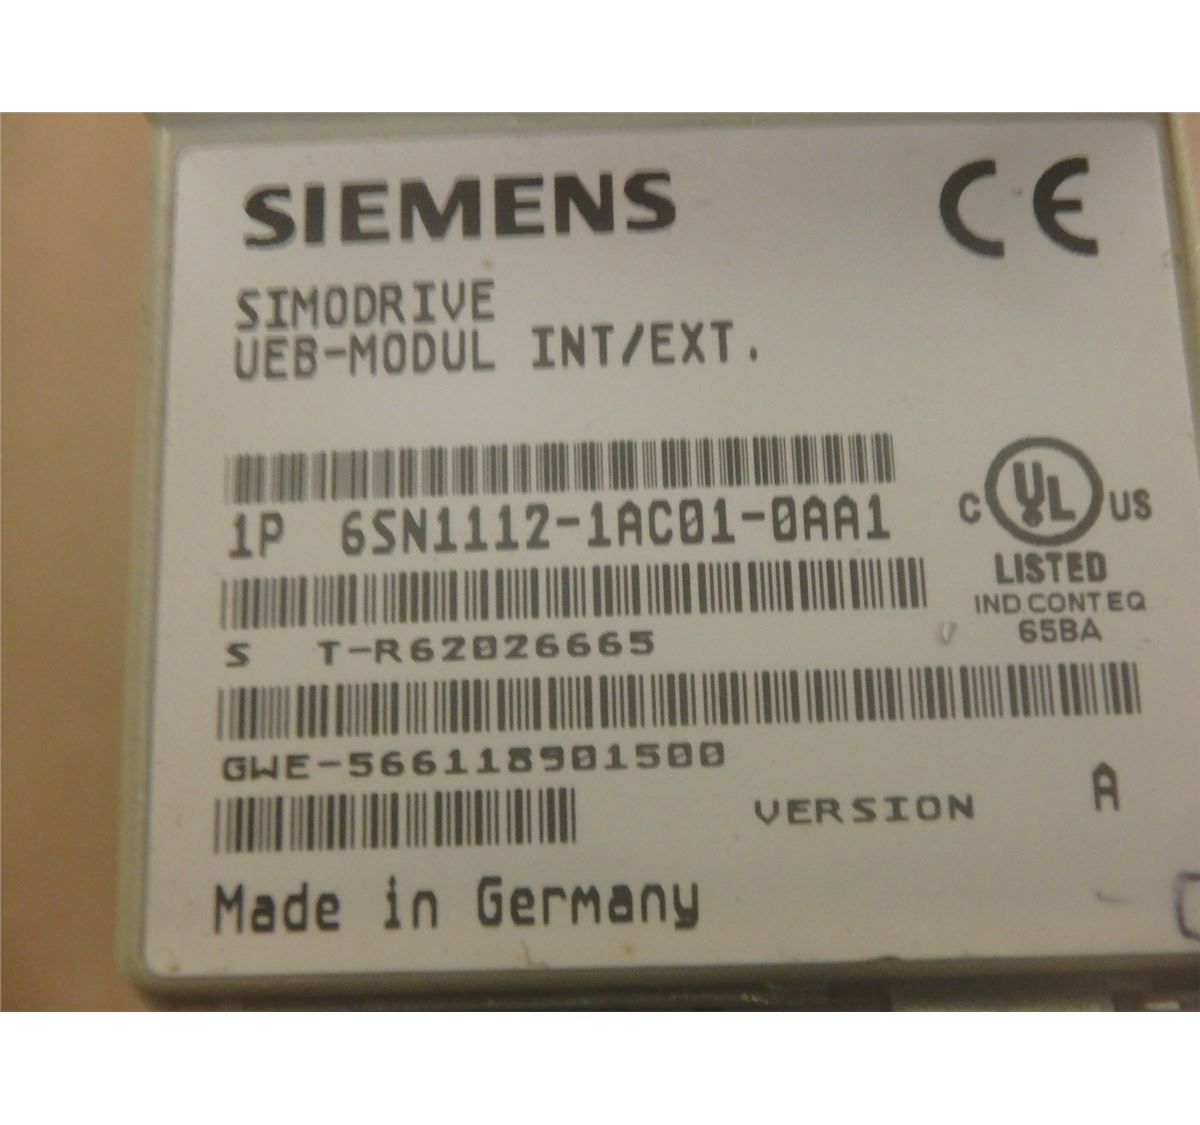 SIEMENS CE
SIMODRIVE
UEB-MODUL INT/EXT.
1P 6SN1112-1AC01-0AA1
C UL US
LISTED
IND CONT EQ
65BA
S T-R62026665
GWE-566118901500
VERSION A
Made in Germany